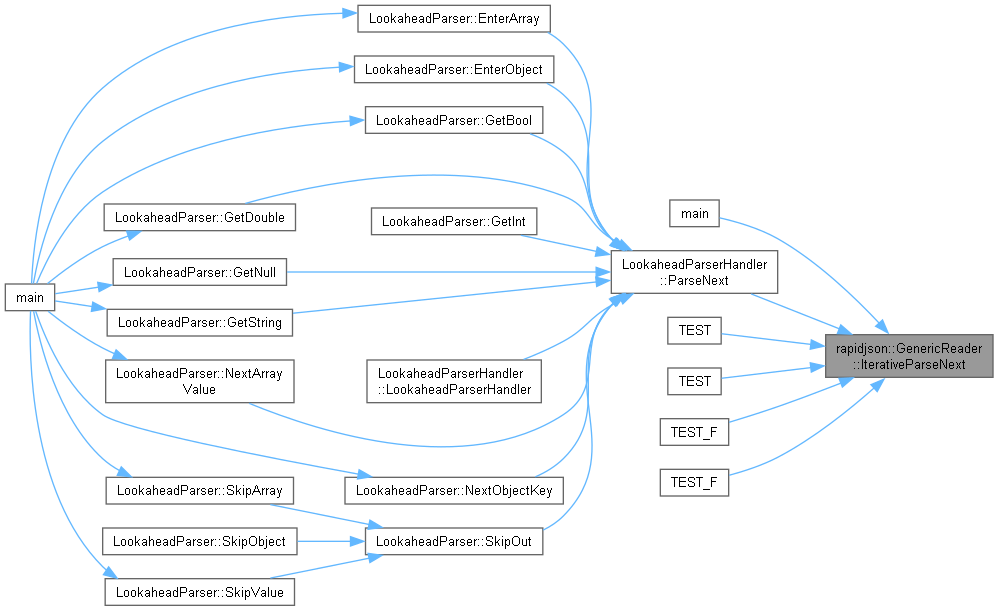 LookaheadParser::EnterArray
LookaheadParser::EnterObject
LookaheadParser::GetBool
LookaheadParser::GetDouble
LookaheadParser::GetInt
main
LookaheadParserHandler
::ParseNext
LookaheadParser::GetNull
main
LookaheadParser::GetString
TEST
rapidjson::GenericReader
::IterativeParseNext
LookaheadParser::NextArray
Value
LookaheadParserHandler
::LookaheadParserHandler
TEST
TEST_F
LookaheadParser::SkipArray
LookaheadParser::NextObjectKey
TEST_F
LookaheadParser::SkipObject
LookaheadParser::SkipOut
LookaheadParser::SkipValue